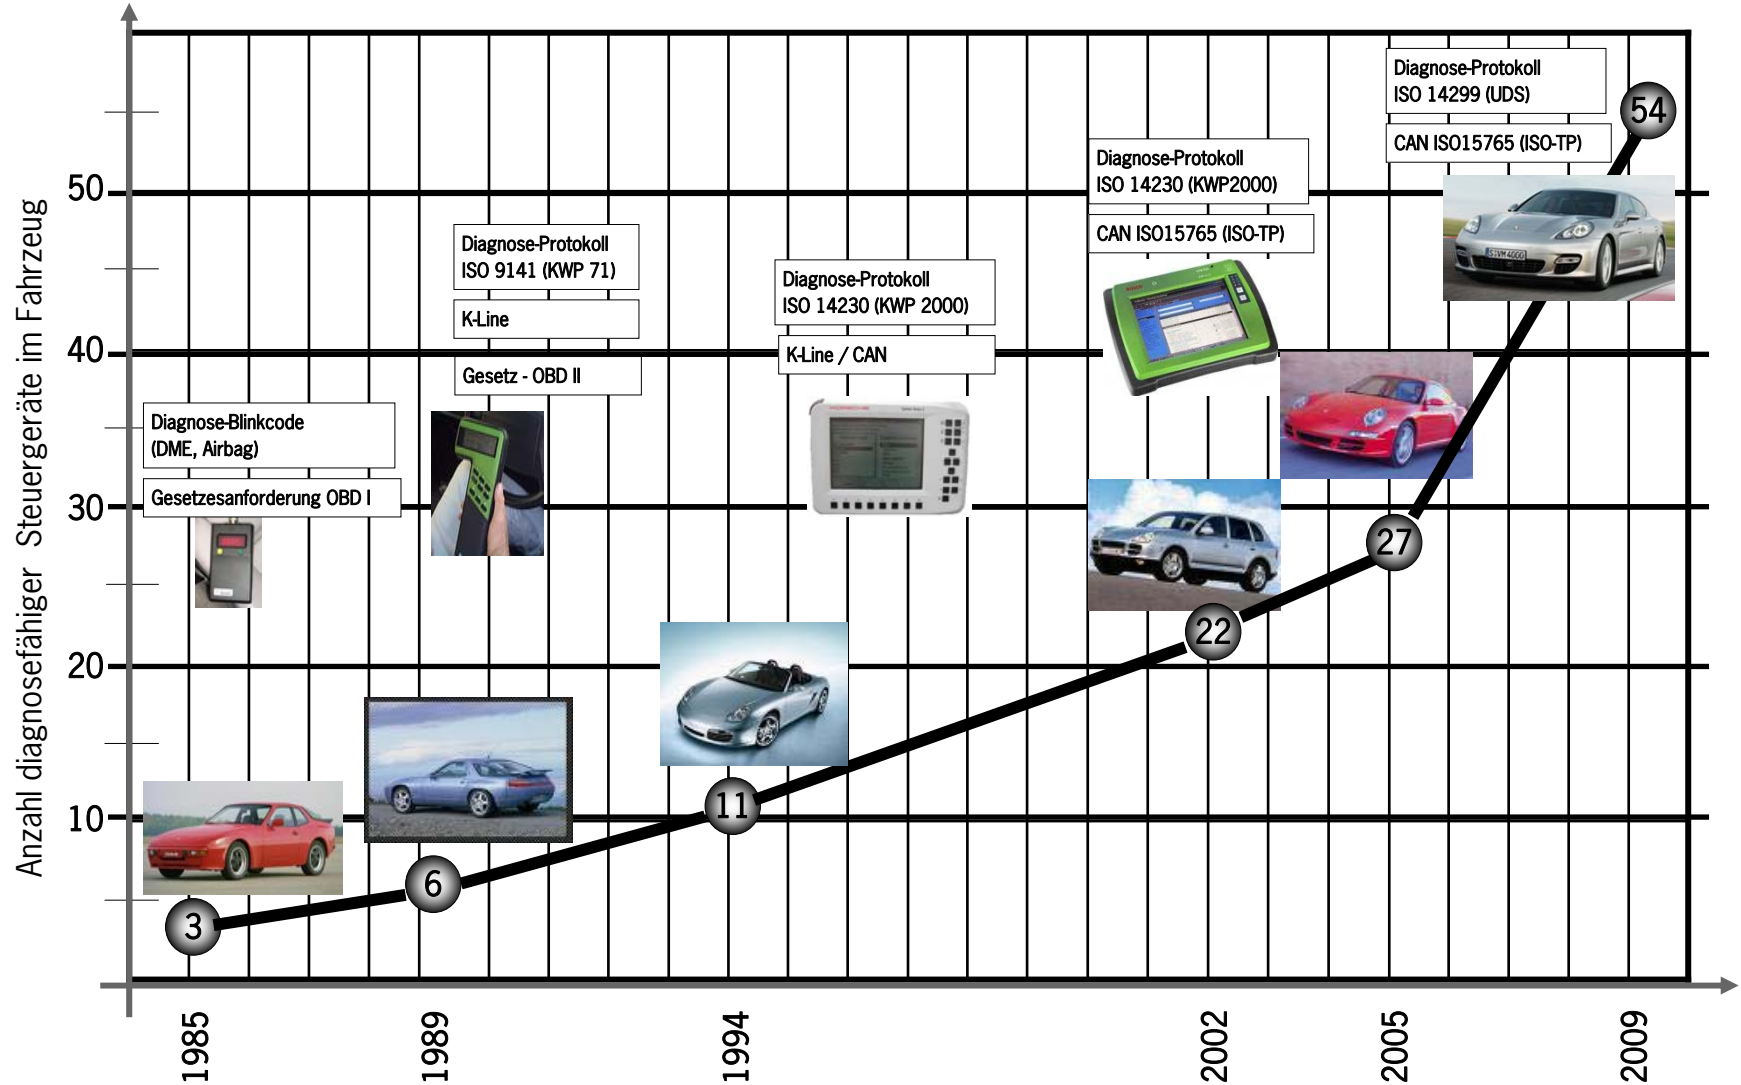 Anzahl diagnosefähiger Steuergeräte im Fahrzeug
50
40
30
20
10
Diagnose-Blinkcode
(DME, Airbag)
Gesetzesanforderung OBD I
Diagnose-Protokoll
ISO 9141 (KWP 71)
K-Line
Gesetz - OBD II
Diagnose-Protokoll
ISO 14230 (KWP 2000)
K-Line / CAN
Diagnose-Protokoll
ISO 14230 (KWP2000)
CAN ISO15765 (ISO-TP)
Diagnose-Protokoll
ISO 14299 (UDS)
CAN ISO15765 (ISO-TP)
3
6
11
22
27
54
1985
1989
1994
2002
2005
2009